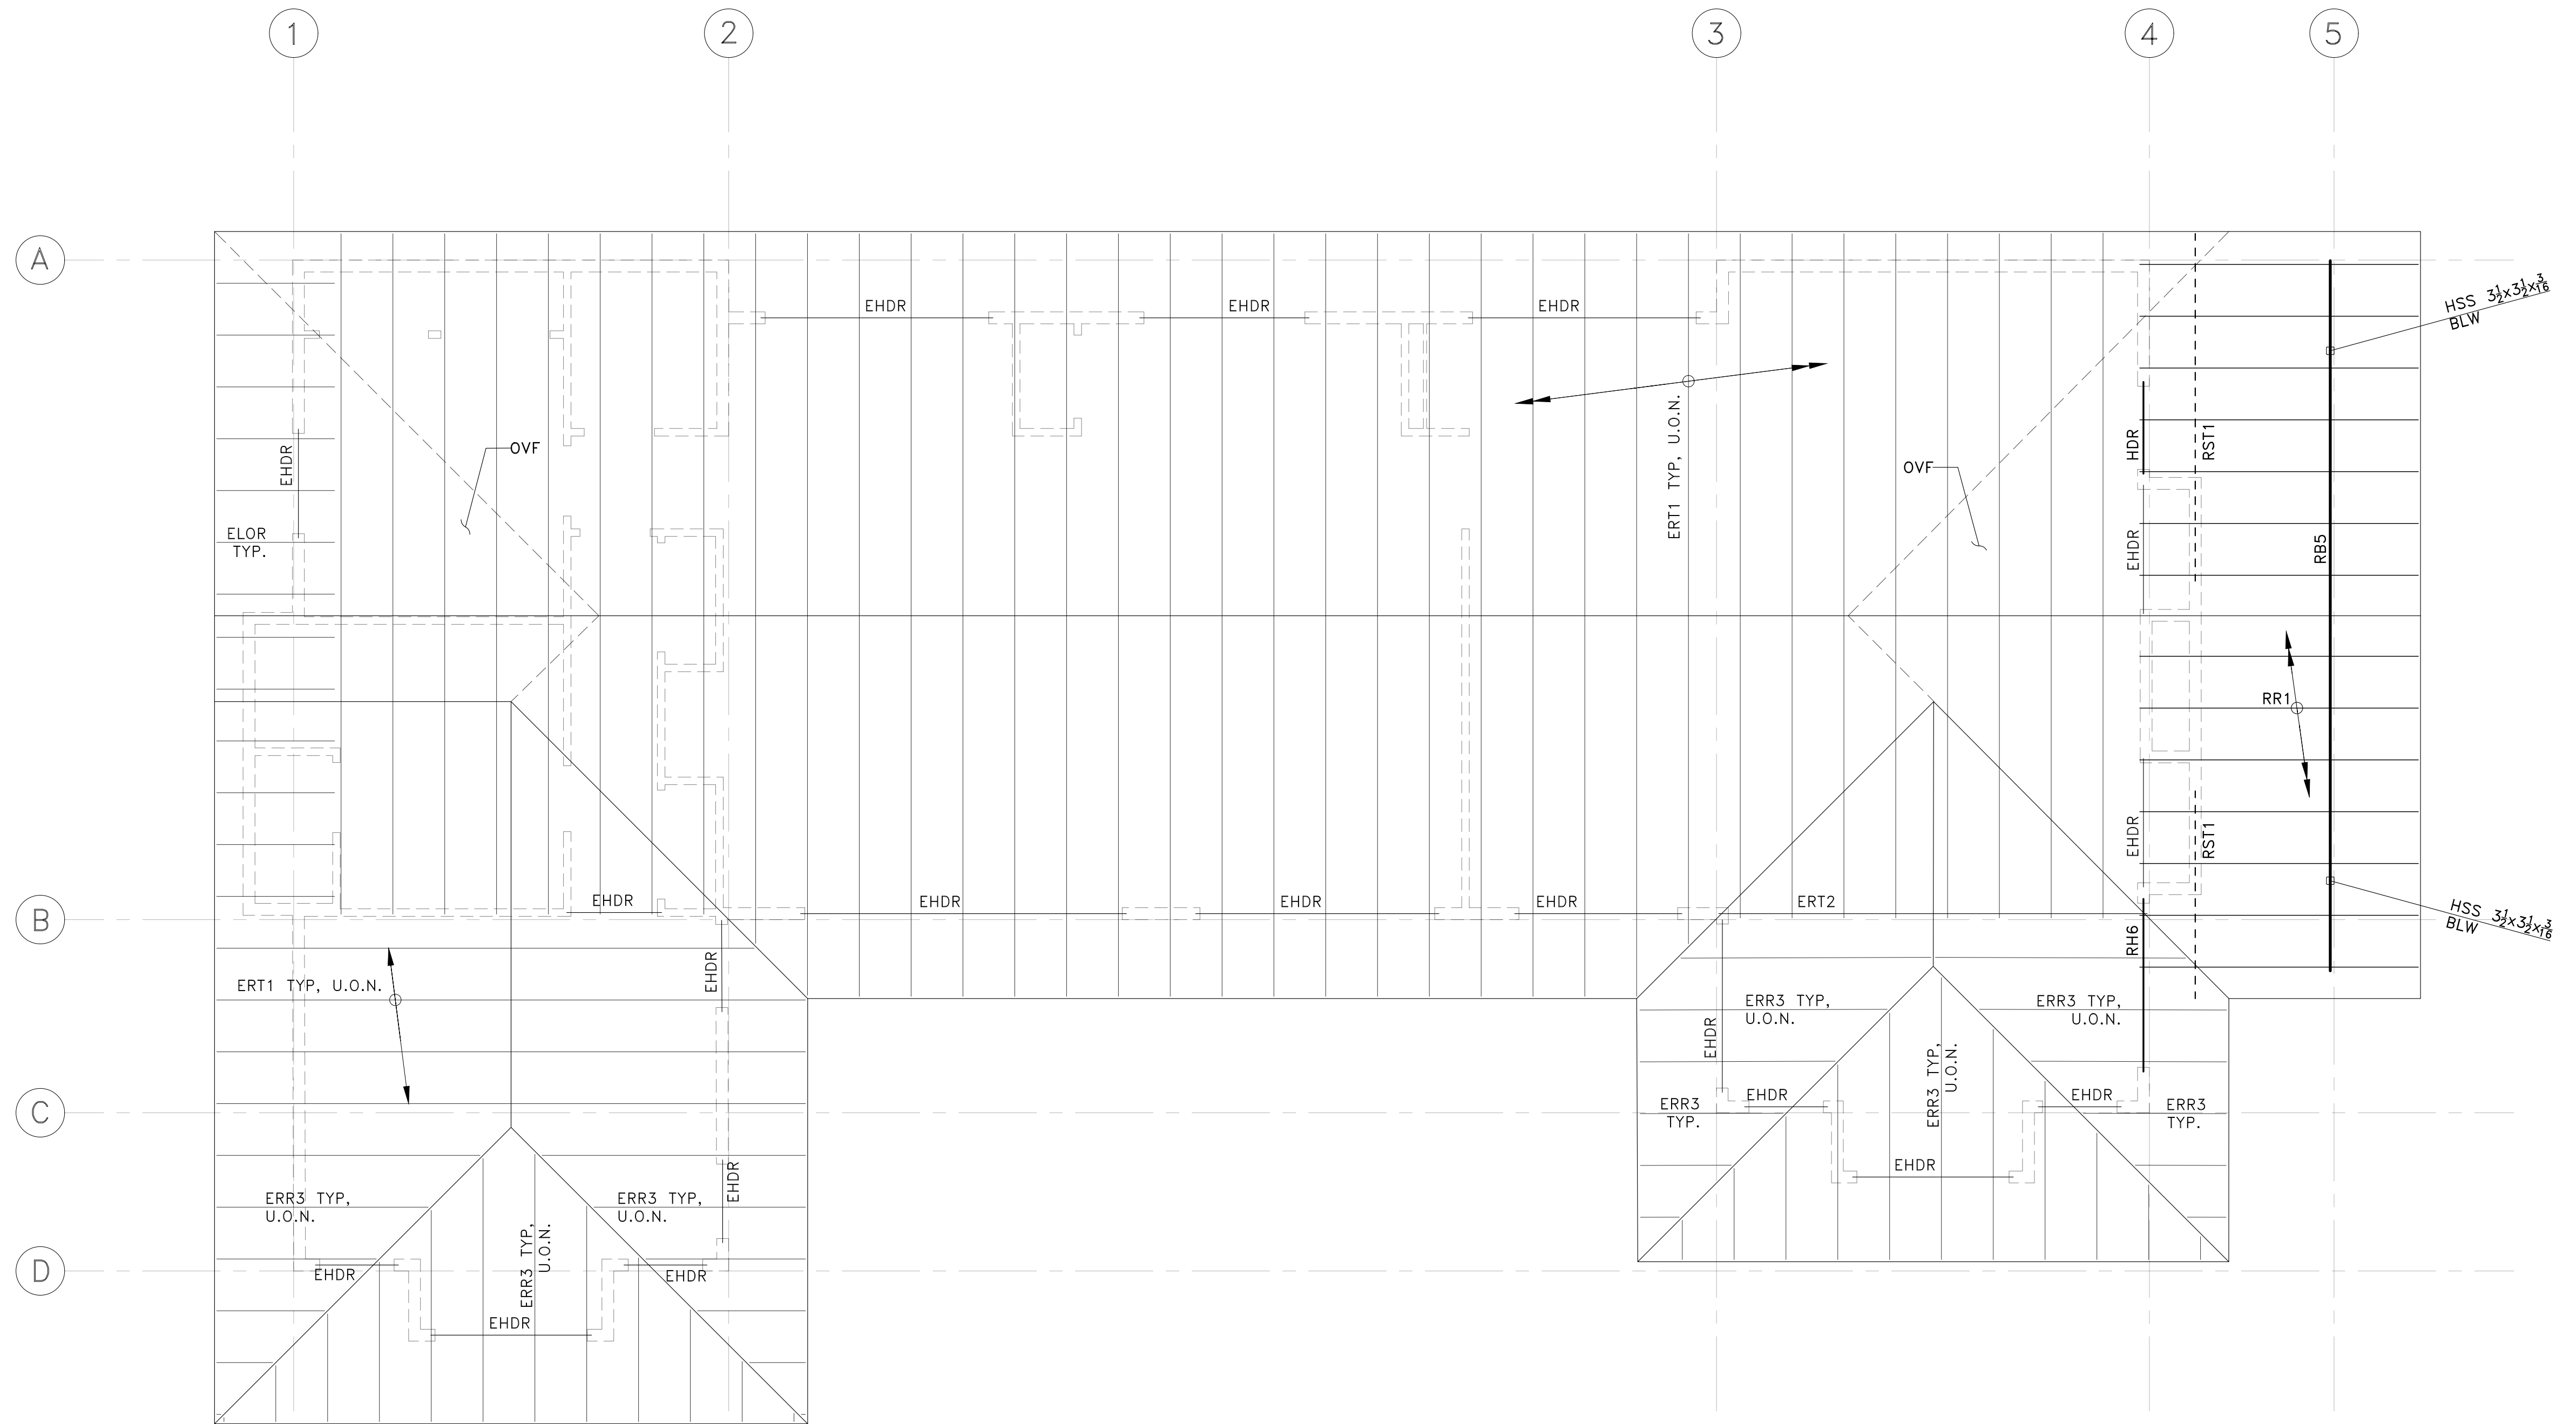 1
2
3
4
5
A
HSS 3½x3½x3/16
BLW
EHDR
EHDR
EHDR
ERT1 TYP, U.O.N.
HDR
RST1
EHDR
OVF
OVF
ELOR
TYP.
EHDR
RB5
RR1
EHDR
RST1
EHDR
EHDR
EHDR
EHDR
ERT2
B
HSS 3½x3½x3/16
BLW
RH6
EHDR
ERT1 TYP, U.O.N.
ERR3 TYP,
U.O.N.
ERR3 TYP,
U.O.N.
EHDR
ERR3 TYP,
U.O.N.
EHDR
EHDR
ERR3
TYP.
ERR3
TYP.
C
EHDR
EHDR
ERR3 TYP,
U.O.N.
ERR3 TYP,
U.O.N.
ERR3 TYP,
U.O.N.
D
EHDR
EHDR
EHDR